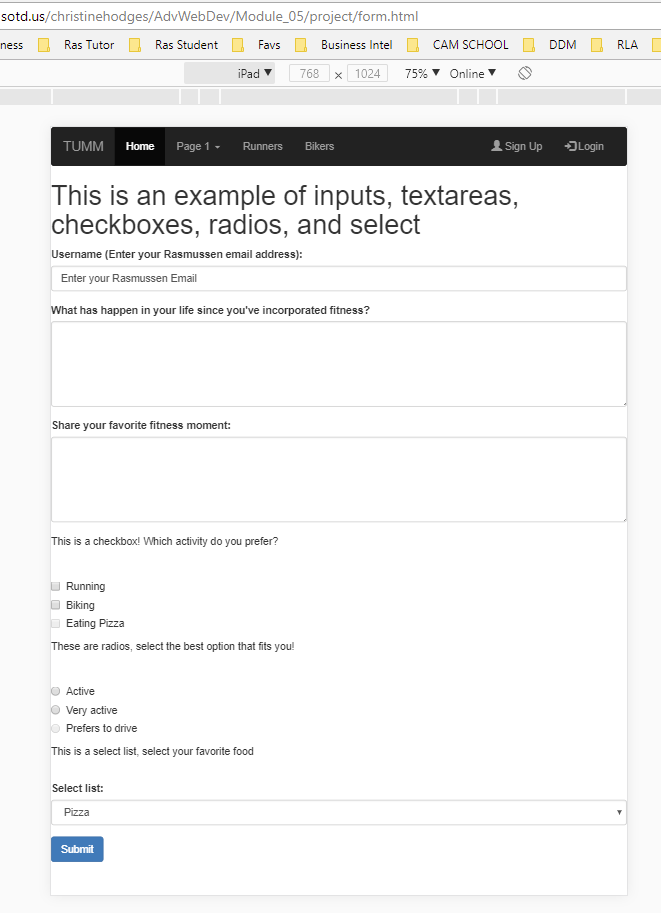 sotd.us/christinehodges/AdvWebDev/Module_05/project/form.html
ness Ras Tutor Ras Student Favs Business Intel CAM SCHOOL DDM RLA
iPad ▼ 768 x 1024 75% ▼ Online ▼
TUMM Home Page 1 Runners Bikers Sign Up Login
This is an example of inputs, textareas,
checkboxes, radios, and select
Username (Enter your Rasmussen email address):
Enter your Rasmussen Email
What has happen in your life since you've incorporated fitness?
Share your favorite fitness moment:
This is a checkbox! Which activity do you prefer?
Running
Biking
Eating Pizza
These are radios, select the best option that fits you!
Active
Very active
Prefers to drive
This is a select list, select your favorite food
Select list:
Pizza
Submit